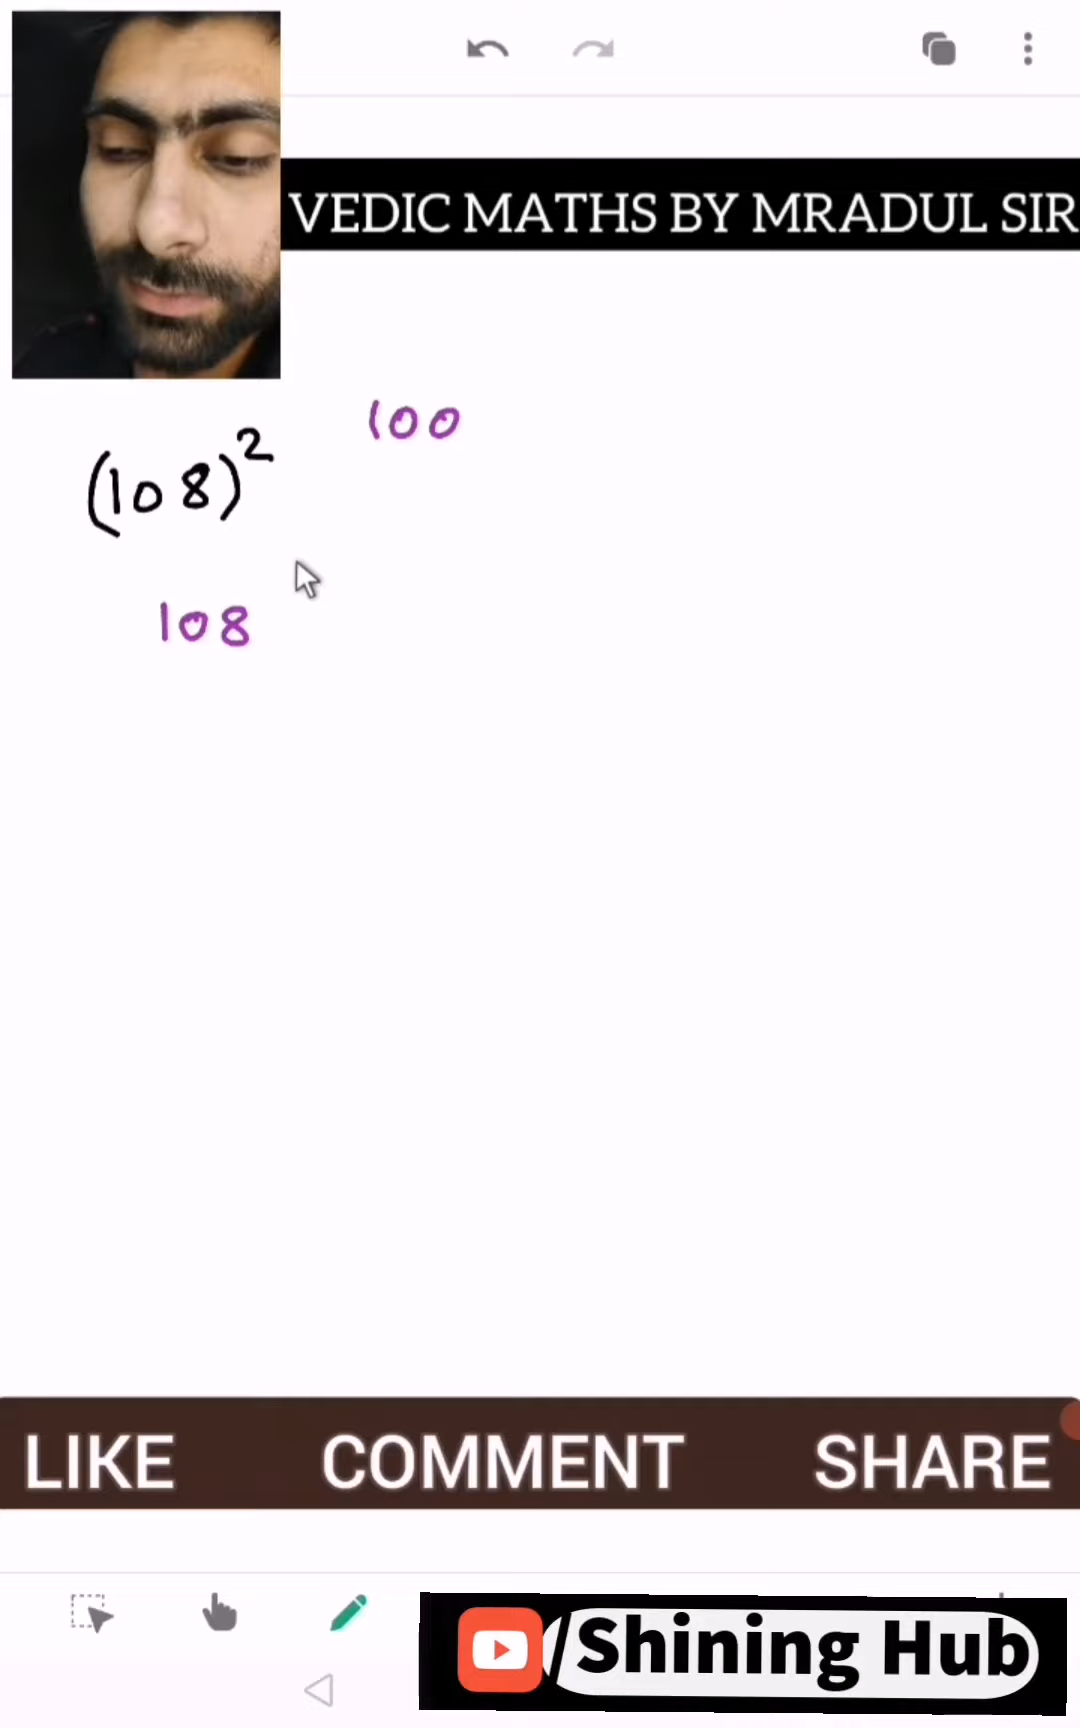 VEDIC MATHS BY MRADUL SIR
100
(108)²
108
LIKE COMMENT SHARE
/Shining Hub